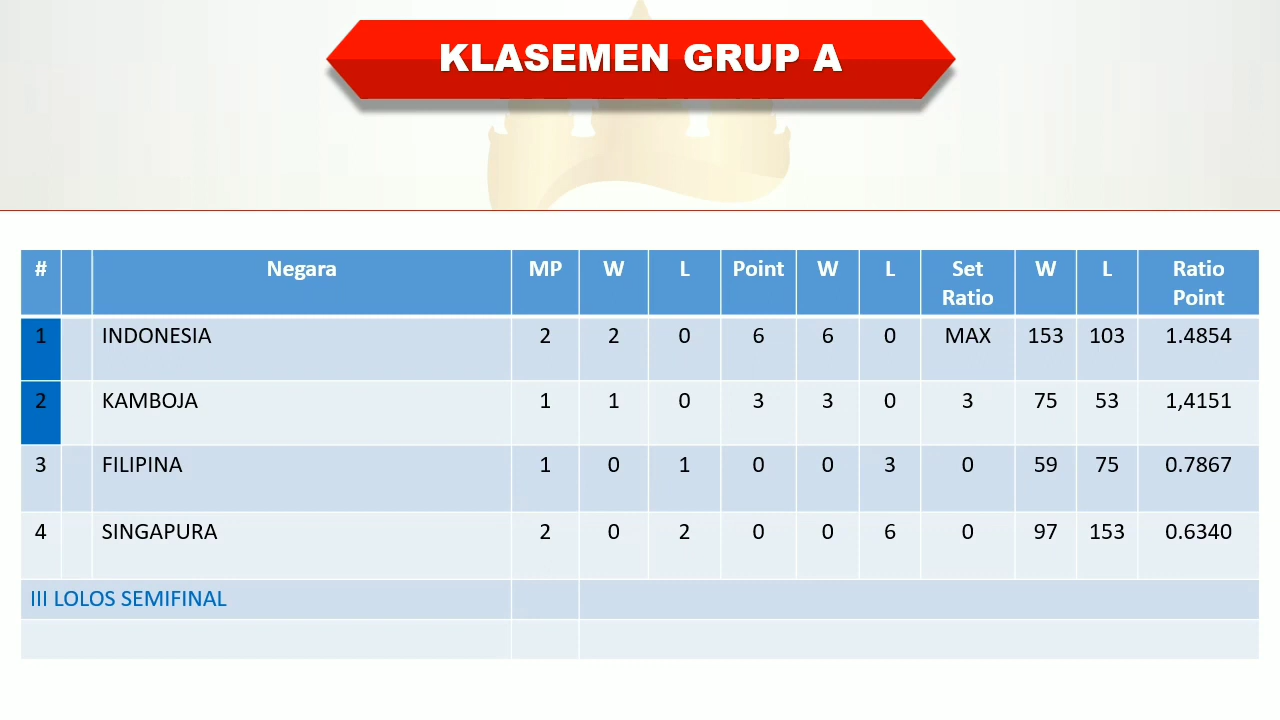 KLASEMEN GRUP A
# Negara MP W L Point W L Set Ratio W L Ratio Point
1 INDONESIA 2 2 0 6 6 0 MAX 153 103 1.4854
2 KAMBOJA 1 1 0 3 3 0 3 75 53 1,4151
3 FILIPINA 1 0 1 0 0 3 0 59 75 0.7867
4 SINGAPURA 2 0 2 0 0 6 0 97 153 0.6340
III LOLOS SEMIFINAL